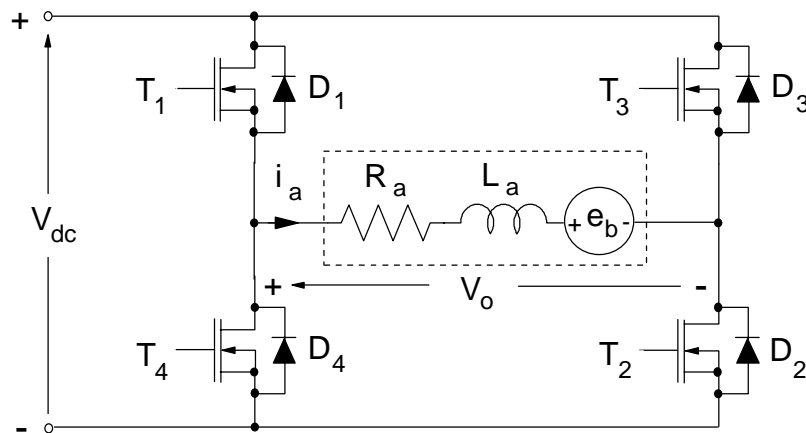 +
T1 D1
T3 D3
ia Ra La
Vdc
+ eb -
+ Vo -
T4 D4
T2 D2
-